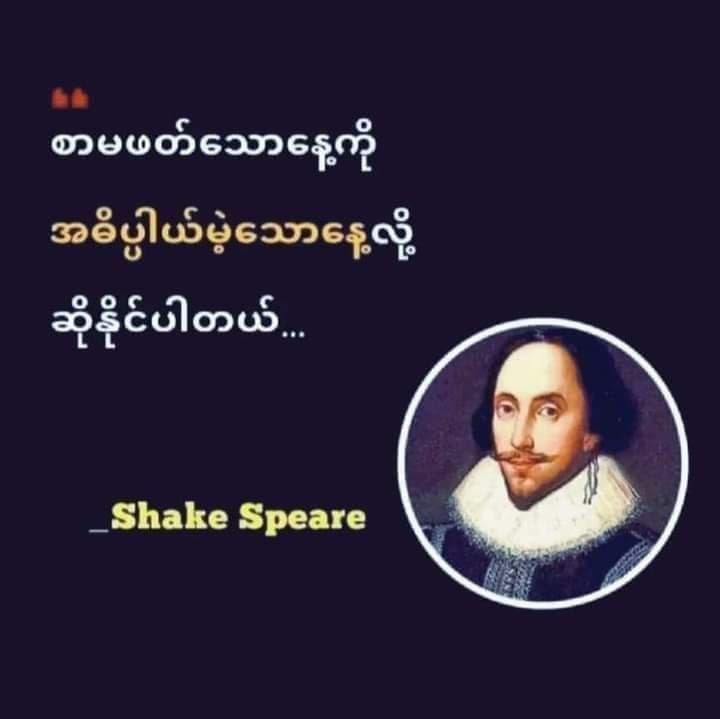 စာမဖတ်သောနေ့ကို
အဓိပ္ပါယ်မဲ့သောနေ့လို့
ဆိုနိုင်ပါတယ်...
_Shake Speare